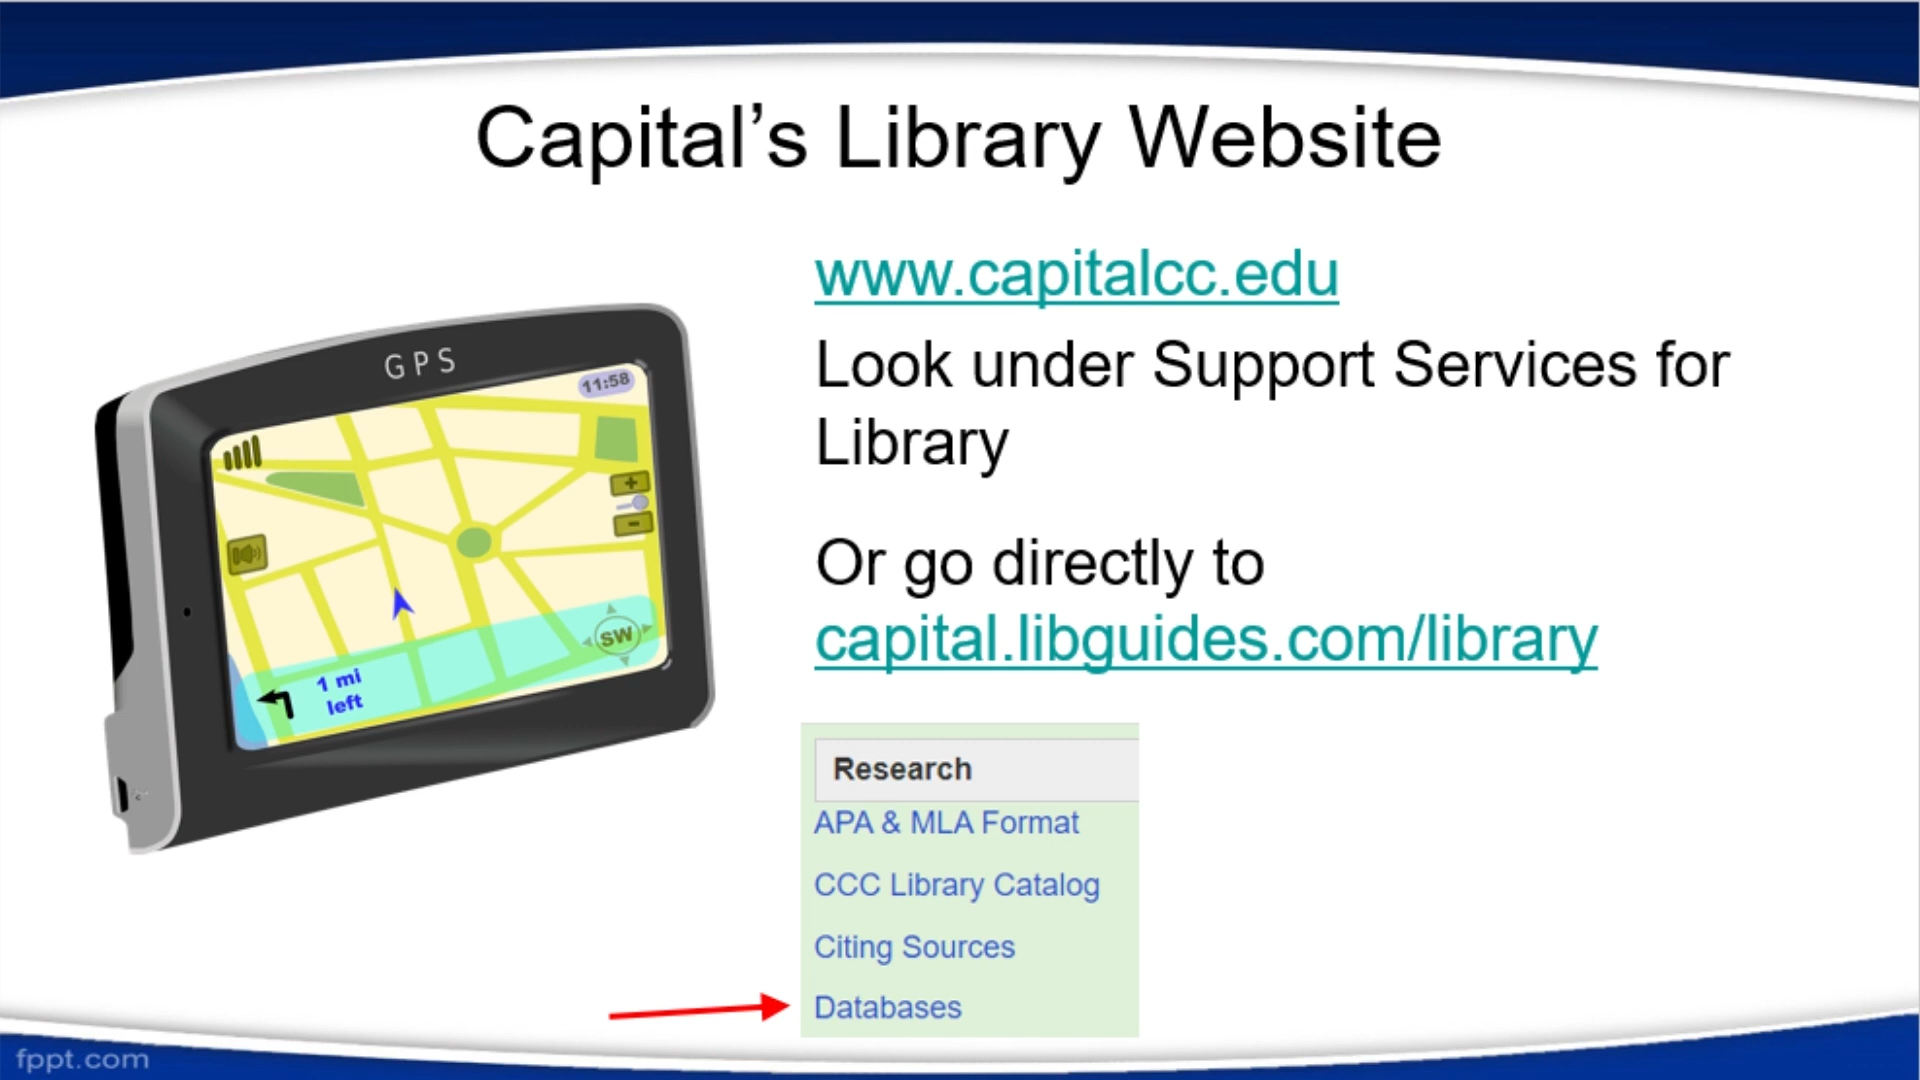 Capital’s Library Website
www.capitalcc.edu
Look under Support Services for
Library
Or go directly to
capital.libguides.com/library
GPS
11:58
+
-
SW
1 mi
left
Research
APA & MLA Format
CCC Library Catalog
Citing Sources
Databases
fppt.com